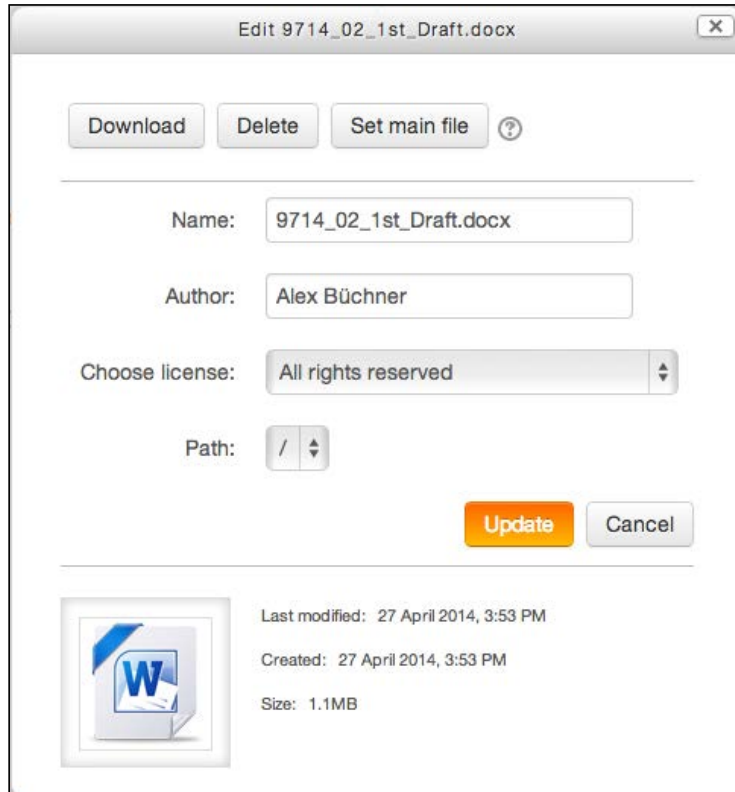 Edit 9714_02_1st_Draft.docx
Download Delete Set main file ?
Name: 9714_02_1st_Draft.docx
Author: Alex Büchner
Choose license: All rights reserved
Path: /
Update Cancel
W
Last modified: 27 April 2014, 3:53 PM
Created: 27 April 2014, 3:53 PM
Size: 1.1MB